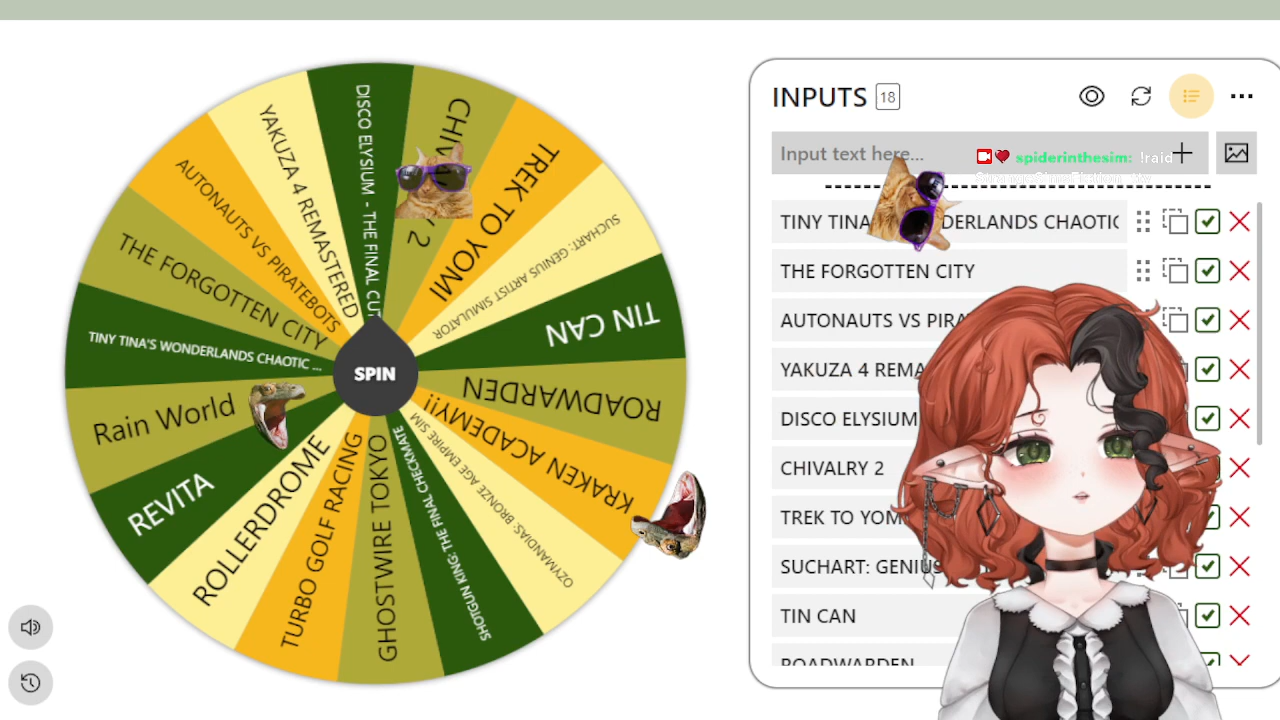 DISCO ELYSIUM - THE FINAL CUT
CHIV 2
TREK TO YOMI
SUCHART: GENIUS ARTIST SIMULATOR
TIN CAN
ROADWARDEN
KRAKEN ACADEMY!!
OZYMANDIAS: BRONZE AGE EMPIRE SIM
SHOTGUN KING: THE FINAL CHECKMATE
GHOSTWIRE TOKYO
TURBO GOLF RACING
ROLLERDROME
REVITA
Rain World
TINY TINA'S WONDERLANDS CHAOTIC ...
THE FORGOTTEN CITY
AUTONAUTS VS PIRATEBOTS
YAKUZA 4 REMASTERED
SPIN
INPUTS 18
Input text here...
spiderinthesim: !raid
TINY TINA DERLANDS CHAOTIC
THE FORGOTTEN CITY
AUTONAUTS VS PIRA
YAKUZA 4 REMA
DISCO ELYSIUM
CHIVALRY 2
TREK TO YOM
SUCHART: GENIUS
TIN CAN
ROADWARDEN